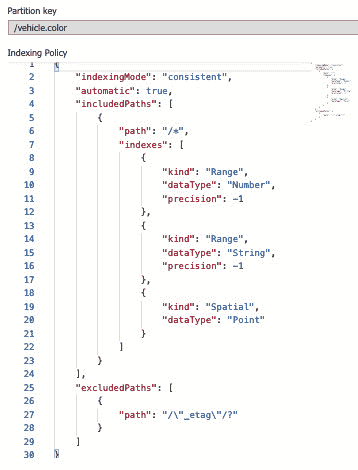 Partition key
/vehicle.color
Indexing Policy
1 {
2 "indexingMode": "consistent",
3 "automatic": true,
4 "includedPaths": [
5 {
6 "path": "/*",
7 "indexes": [
8 {
9 "kind": "Range",
10 "dataType": "Number",
11 "precision": -1
12 },
13 {
14 "kind": "Range",
15 "dataType": "String",
16 "precision": -1
17 },
18 {
19 "kind": "Spatial",
20 "dataType": "Point"
21 }
22 ]
23 }
24 ],
25 "excludedPaths": [
26 {
27 "path": "/\"_etag\"/?"
28 }
29 ]
30 }